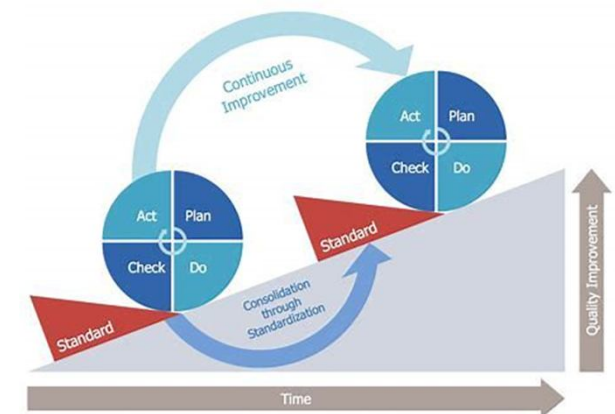 Continuous
Improvement
Act
Plan
Check
Do
Act
Plan
Check
Do
Standard
Standard
Consolidation
through
Standardization
Quality Improvement
Time